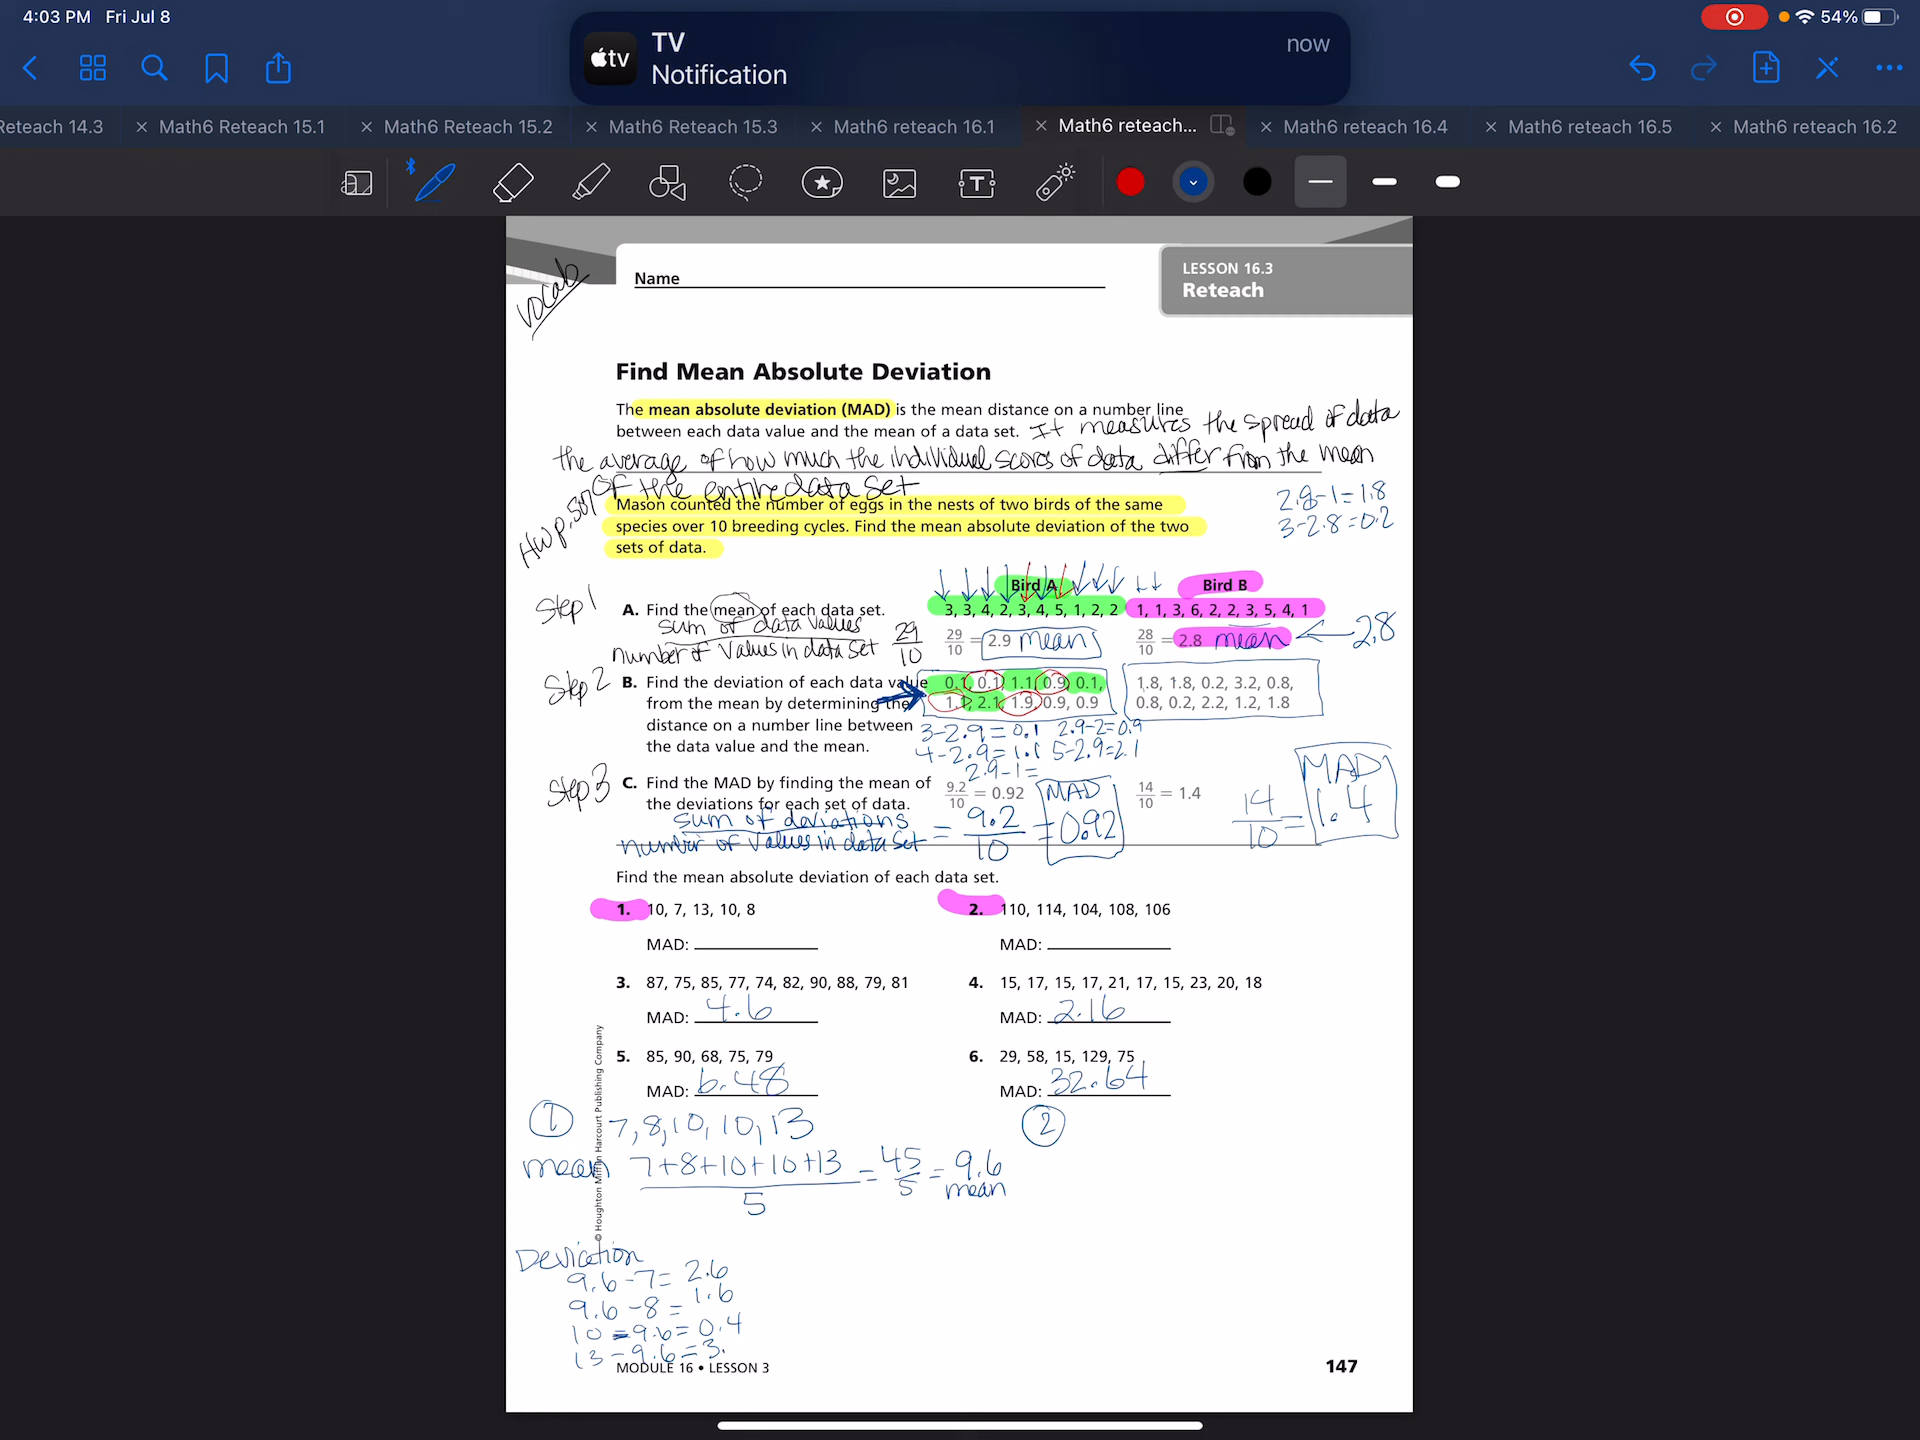 4:03 PM Fri Jul 8
54%
TV
Notification
now
tv
Reteach 14.3
Math6 Reteach 15.1
Math6 Reteach 15.2
Math6 Reteach 15.3
Math6 reteach 16.1
Math6 reteach...
Math6 reteach 16.4
Math6 reteach 16.5
Math6 reteach 16.2
vocab
Name
LESSON 16.3
Reteach
Find Mean Absolute Deviation
The mean absolute deviation (MAD) is the mean distance on a number line
between each data value and the mean of a data set. It measures the spread of data
the average of how much the individual scores of data differ from the mean
of the entire data set
HW p.507
Mason counted the number of eggs in the nests of two birds of the same
species over 10 breeding cycles. Find the mean absolute deviation of the two
sets of data.
2.8-1=1.8
3-2.8=0.2
Bird A
Bird B
Step 1
A. Find the mean of each data set.
3, 3, 4, 2, 3, 4, 5, 1, 2, 2
1, 1, 3, 6, 2, 2, 3, 5, 4, 1
sum of data values
number of values in data set
29/10
29/10 = 2.9 mean
28/10 = 2.8 mean
2.8
Step 2
B. Find the deviation of each data value
from the mean by determining the
distance on a number line between
the data value and the mean.
0.1, 0.1, 1.1, 0.9, 0.1,
1.1, 2.1, 1.9, 0.9, 0.9
1.8, 1.8, 0.2, 3.2, 0.8,
0.8, 0.2, 2.2, 1.2, 1.8
3-2.9=0.1 2.9-2=0.9
4-2.9=1.1 5-2.9=2.1
2.9-1=
Step 3
C. Find the MAD by finding the mean of
the deviations for each set of data.
9.2/10 = 0.92
14/10 = 1.4
sum of deviations
number of values in data set
= 9.2/10 =
MAD
0.92
14/10 =
MAD
1.4
Find the mean absolute deviation of each data set.
1. 10, 7, 13, 10, 8
MAD:
2. 110, 114, 104, 108, 106
MAD:
3. 87, 75, 85, 77, 74, 82, 90, 88, 79, 81
MAD: 4.6
4. 15, 17, 15, 17, 21, 17, 15, 23, 20, 18
MAD: 2.16
5. 85, 90, 68, 75, 79
MAD: 6.48
6. 29, 58, 15, 129, 75
MAD: 32.64
© Houghton Mifflin Harcourt Publishing Company
1 7, 8, 10, 10, 13
2
mean 7+8+10+10+13/5 = 45/5 = 9.6
mean
Deviation
9.6-7= 2.6
9.6-8= 1.6
10-9.6=0.4
13-9.6=3.
MODULE 16 • LESSON 3
147